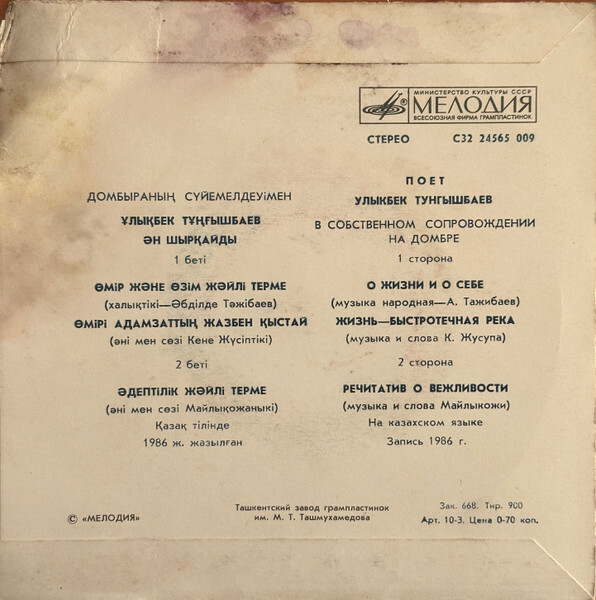 МИНИСТЕРСТВО КУЛЬТУРЫ СССР
МЕЛОДИЯ
ВСЕСОЮЗНАЯ ФИРМА ГРАМПЛАСТИНОК
СТЕРЕО С32 24565 009
ДОМБЫРАНЫҢ СҮЙЕМЕЛДЕУІМЕН
ҰЛЫҚБЕК ТҰҢҒЫШБАЕВ
ӘН ШЫРҚАЙДЫ
1 беті
ӨМІР ЖӘНЕ ӨЗІМ ЖӘЙЛІ ТЕРМЕ
(халықтікі—Әбділде Тәжібаев)
ӨМІРІ АДАМЗАТТЫҢ ЖАЗБЕН ҚЫСТАЙ
(әні мен сөзі Кене Жүсіптікі)
2 беті
ӘДЕПТІЛІК ЖӘЙЛІ ТЕРМЕ
(әні мен сөзі Майлықожаныкі)
Қазақ тілінде
1986 ж. жазылған
ПОЕТ
УЛЫКБЕК ТУНГЫШБАЕВ
В СОБСТВЕННОМ СОПРОВОЖДЕНИИ
НА ДОМБРЕ
1 сторона
О ЖИЗНИ И О СЕБЕ
(музыка народная—А. Тажибаев)
ЖИЗНЬ—БЫСТРОТЕЧНАЯ РЕКА
(музыка и слова К. Жусупа)
2 сторона
РЕЧИТАТИВ О ВЕЖЛИВОСТИ
(музыка и слова Майлыкожи)
На казахском языке
Запись 1986 г.
© «МЕЛОДИЯ»
Ташкентский завод грампластинок
им. М. Т. Ташмухамедова
Зак. 668. Тир. 900
Арт. 10-3. Цена 0-70 коп.